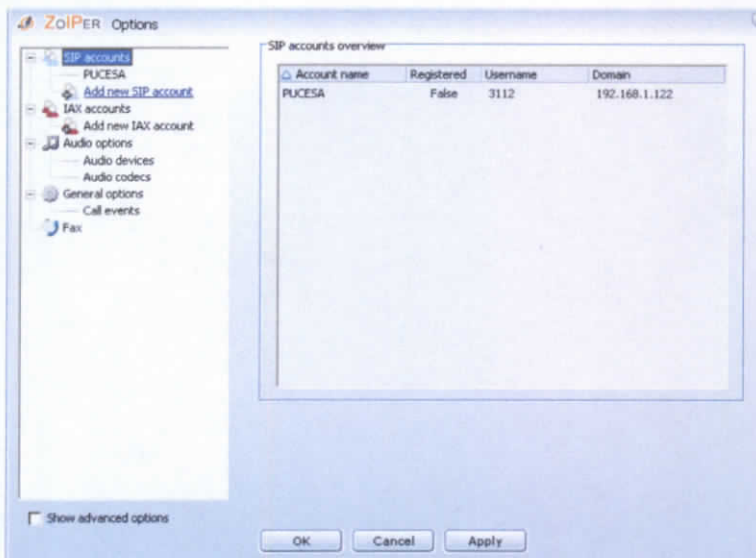 ZOIPER Options
SIP accounts
PUCESA
Add new SIP account
IAX accounts
Add new IAX account
Audio options
Audio devices
Audio codecs
General options
Call events
Fax
Show advanced options
SIP accounts overview
Account name Registered Username Domain
PUCESA False 3112 192.168.1.122
OK Cancel Apply